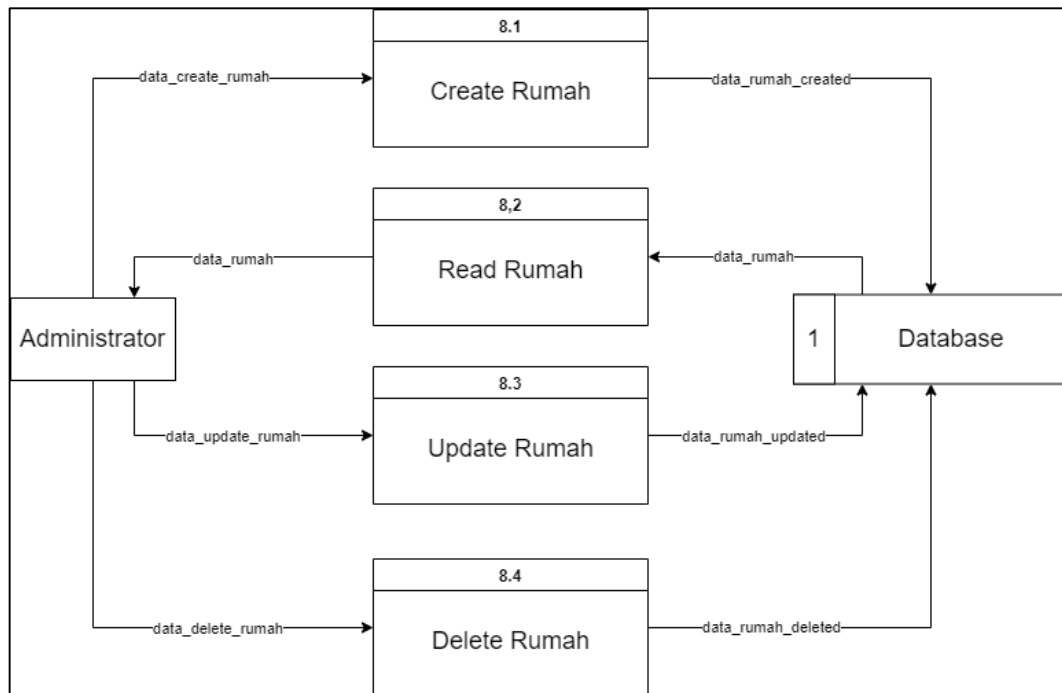 8.1
data_create_rumah
Create Rumah
data_rumah_created
8,2
data_rumah
Read Rumah
data_rumah
Administrator
1
Database
8.3
data_update_rumah
Update Rumah
data_rumah_updated
8.4
data_delete_rumah
Delete Rumah
data_rumah_deleted